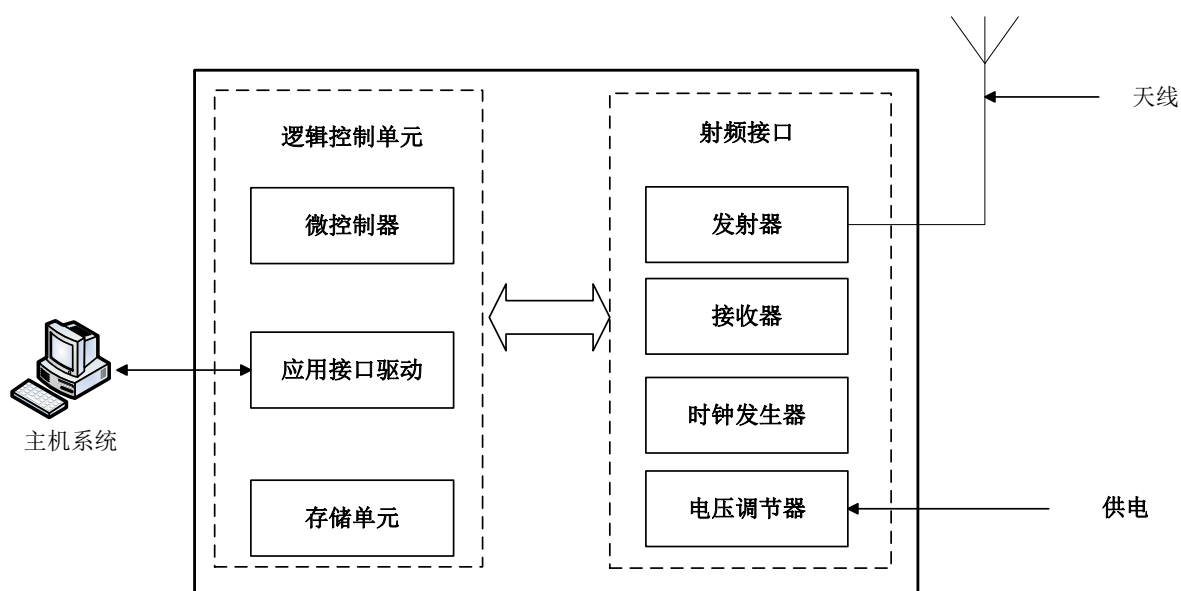 天线
逻辑控制单元
射频接口
微控制器
发射器
接收器
应用接口驱动
主机系统
时钟发生器
存储单元
电压调节器
供电